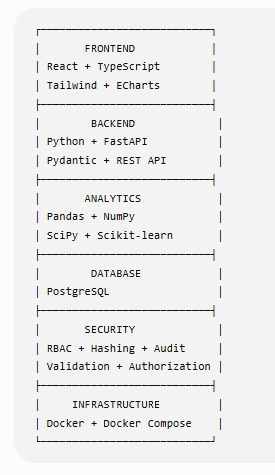 FRONTEND
React + TypeScript
Tailwind + ECharts
BACKEND
Python + FastAPI
Pydantic + REST API
ANALYTICS
Pandas + NumPy
SciPy + Scikit-learn
DATABASE
PostgreSQL
SECURITY
RBAC + Hashing + Audit
Validation + Authorization
INFRASTRUCTURE
Docker + Docker Compose